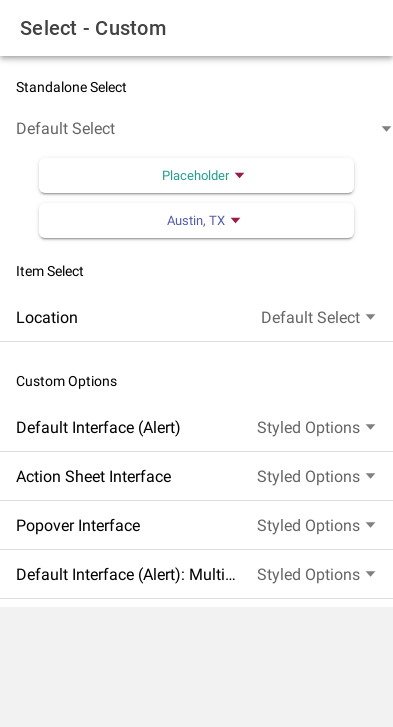 Select - Custom
Standalone Select
Default Select
Placeholder
Austin, TX
Item Select
Location Default Select
Custom Options
Default Interface (Alert) Styled Options
Action Sheet Interface Styled Options
Popover Interface Styled Options
Default Interface (Alert): Multi... Styled Options